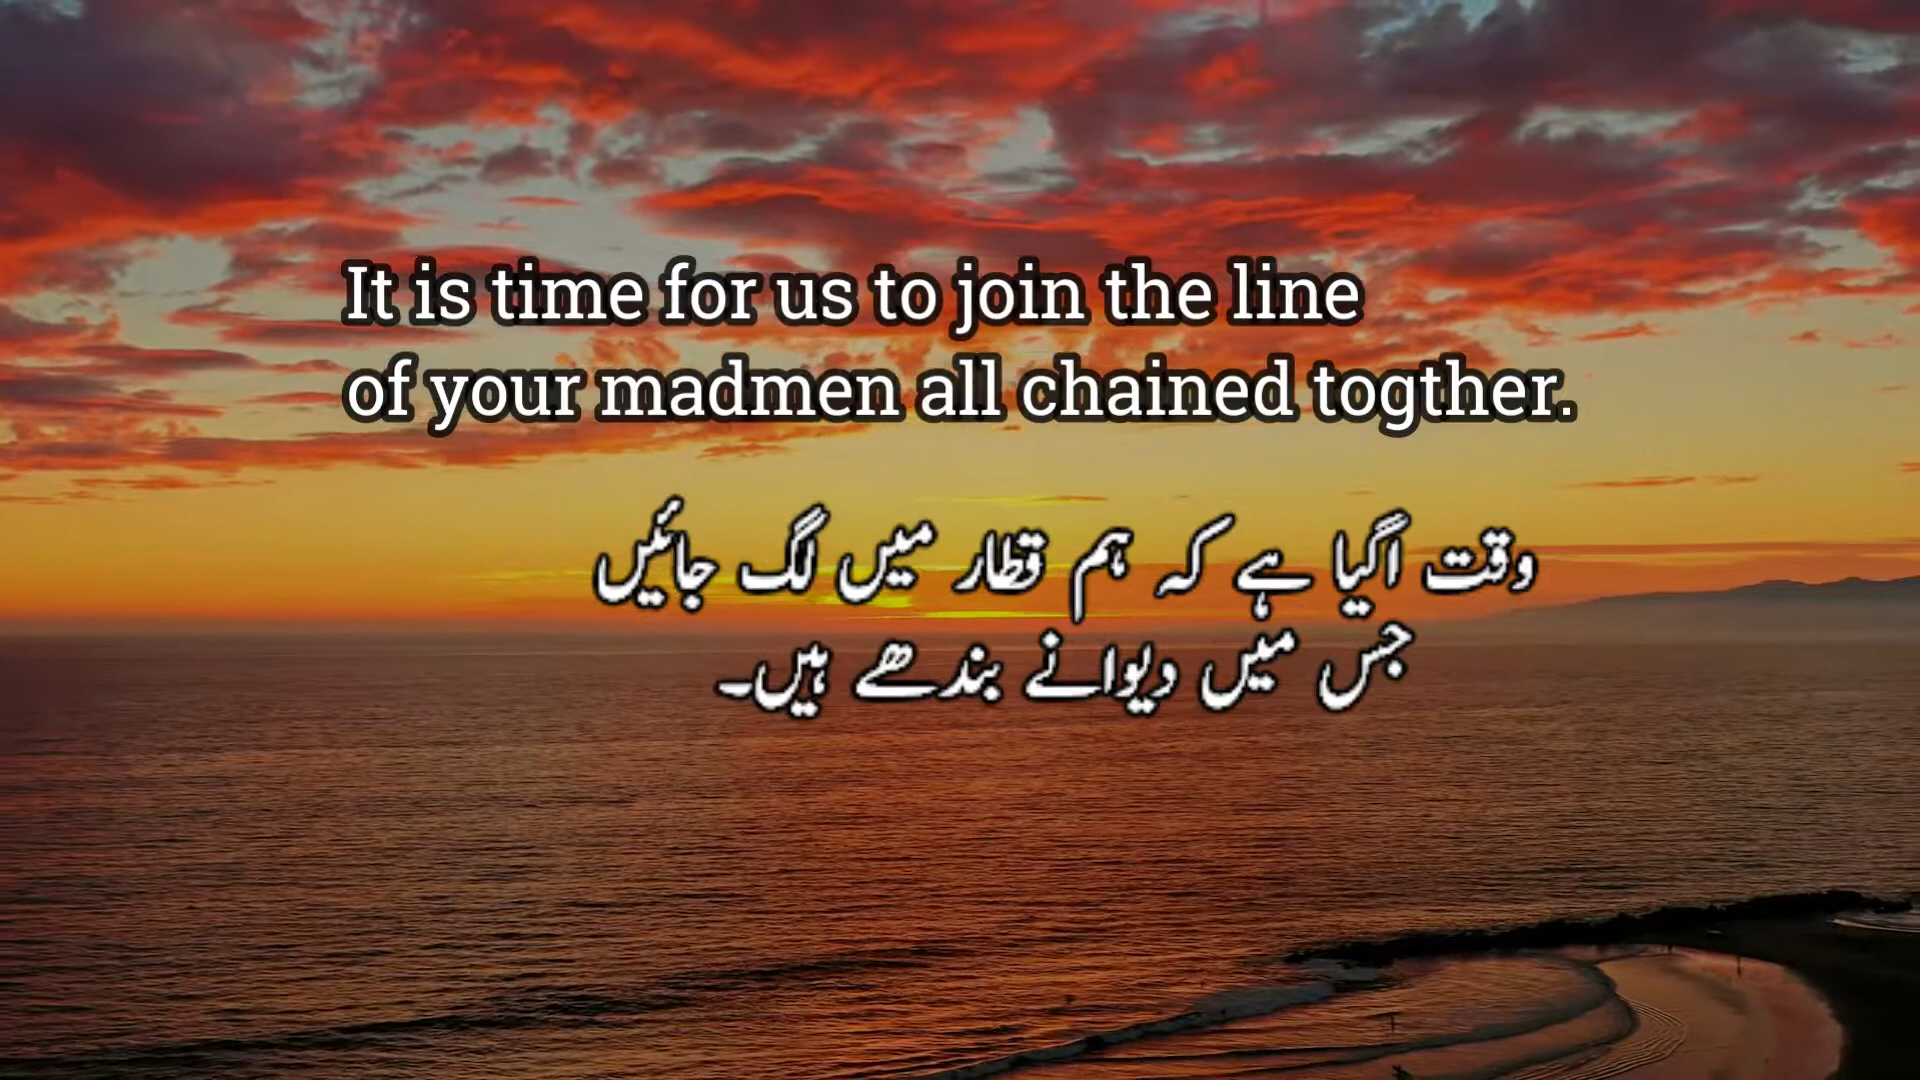 It is time for us to join the line
of your madmen all chained togther.
وقت اگیا ہے کہ ہم قطار میں لگ جائیں
جس میں دیوانے بندھے ہیں۔